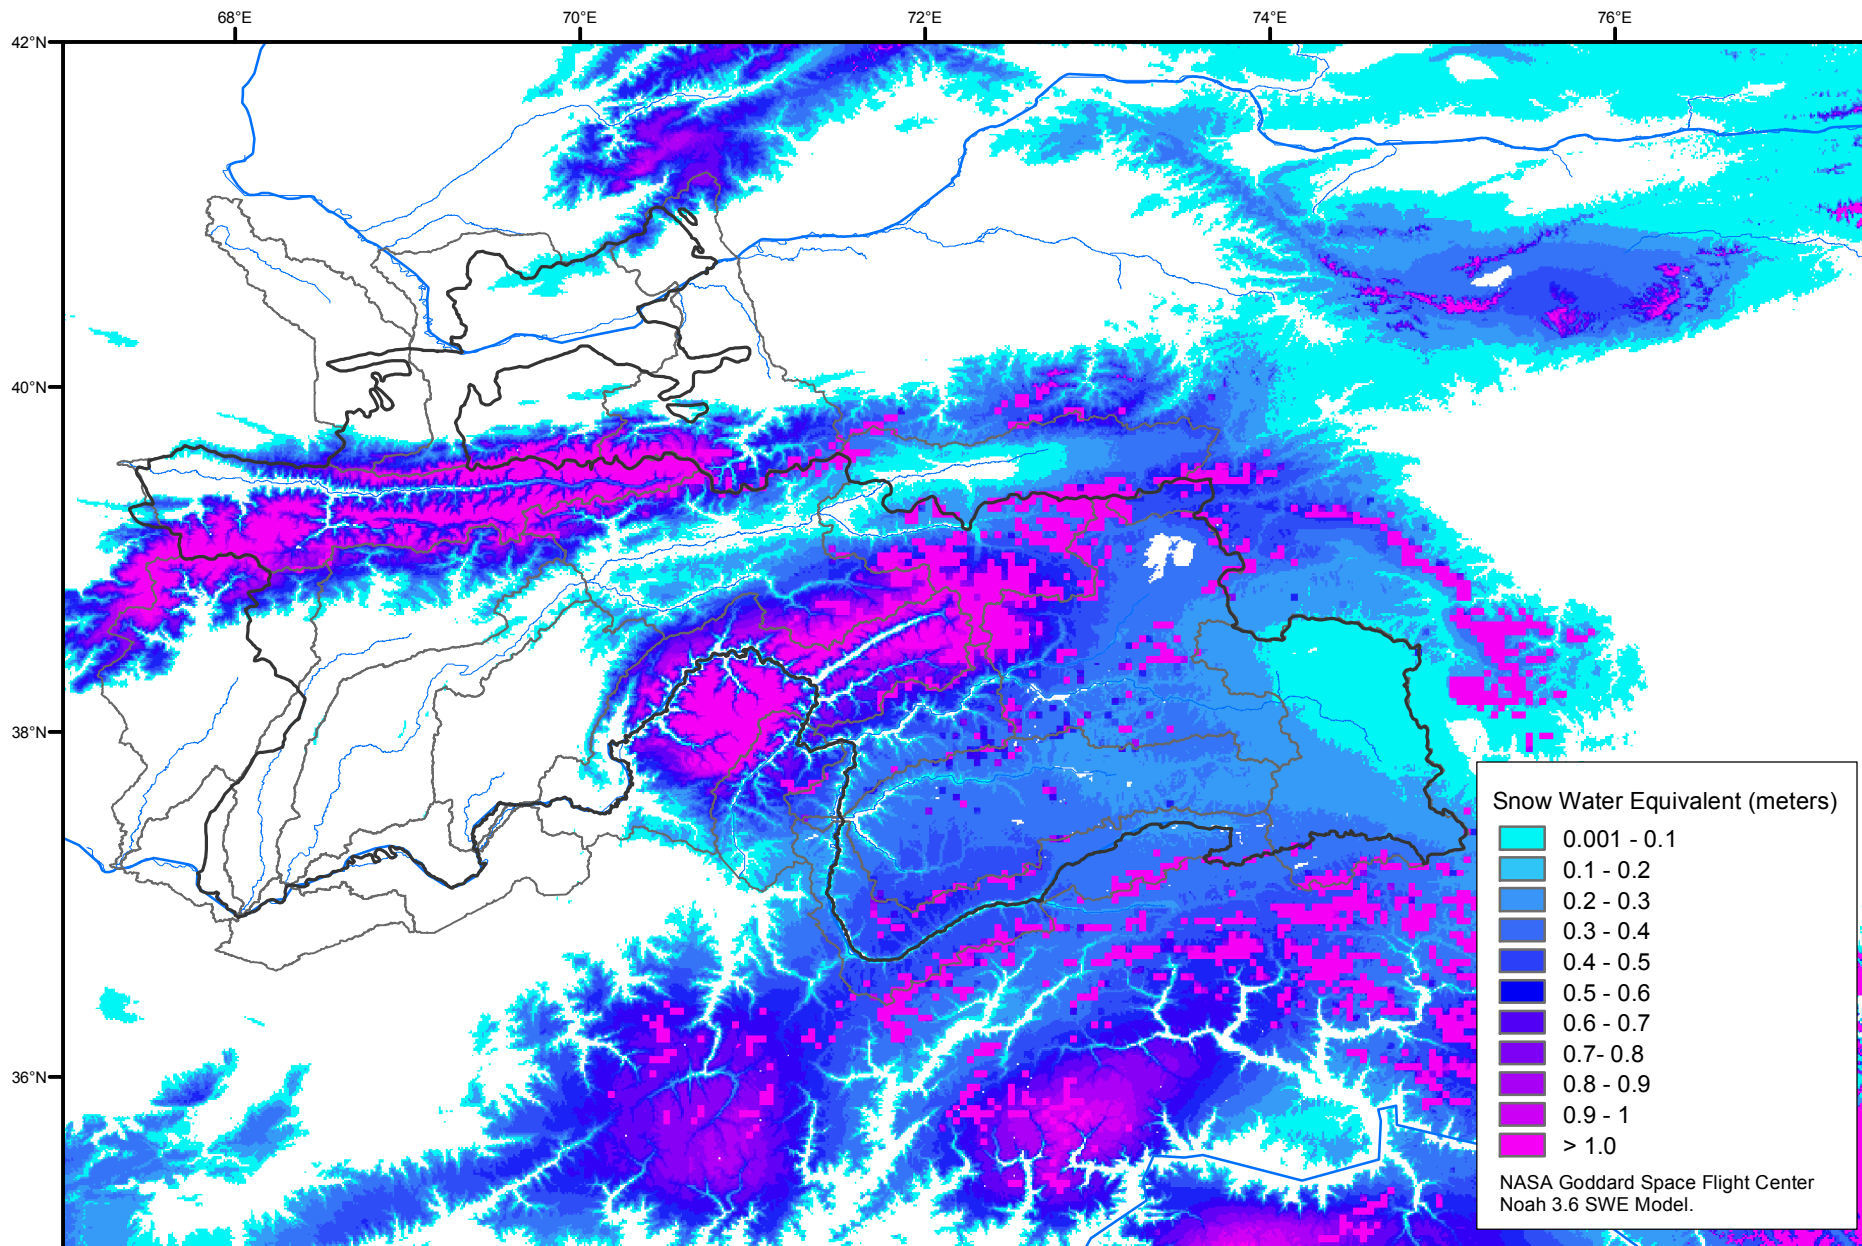 68°E
70°E
72°E
74°E
76°E
42°N
40°N
38°N
36°N
Snow Water Equivalent (meters)
0.001 - 0.1
0.1 - 0.2
0.2 - 0.3
0.3 - 0.4
0.4 - 0.5
0.5 - 0.6
0.6 - 0.7
0.7- 0.8
0.8 - 0.9
0.9 - 1
> 1.0
NASA Goddard Space Flight Center
Noah 3.6 SWE Model.